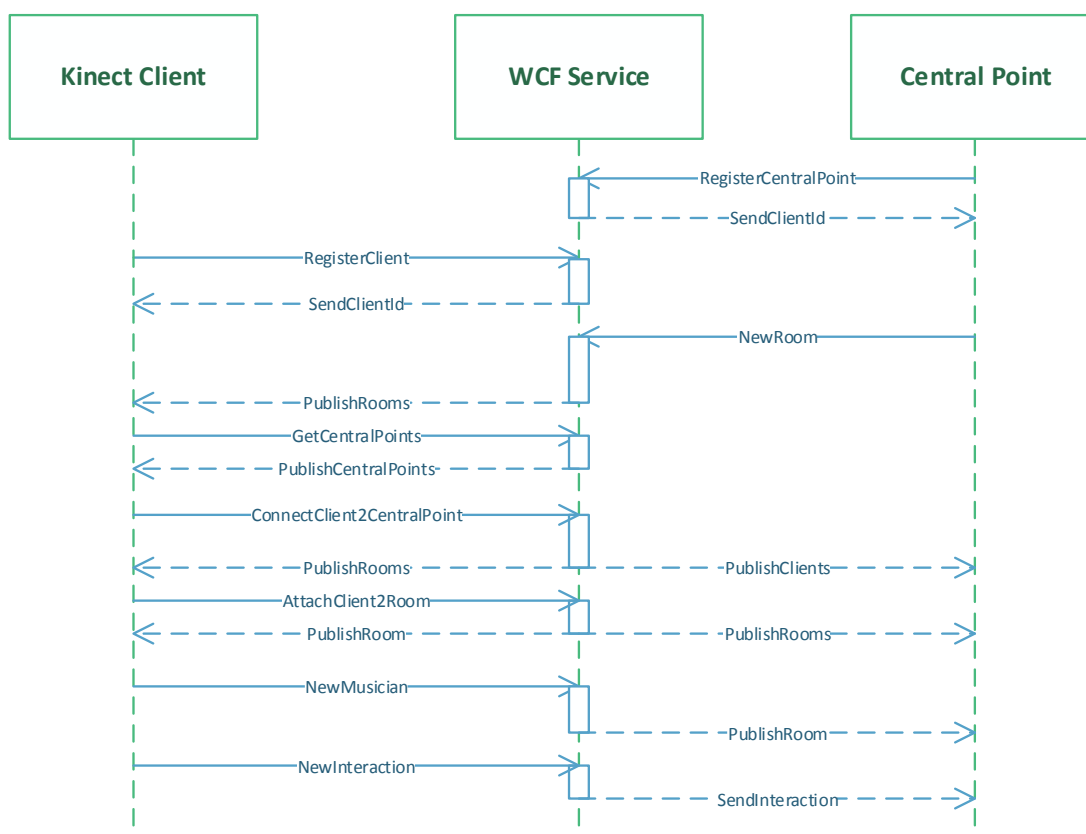 Kinect Client
WCF Service
Central Point
RegisterCentralPoint
SendClientId
RegisterClient
SendClientId
NewRoom
PublishRooms
GetCentralPoints
PublishCentralPoints
ConnectClient2CentralPoint
PublishRooms
PublishClients
AttachClient2Room
PublishRoom
PublishRooms
NewMusician
PublishRoom
NewInteraction
SendInteraction